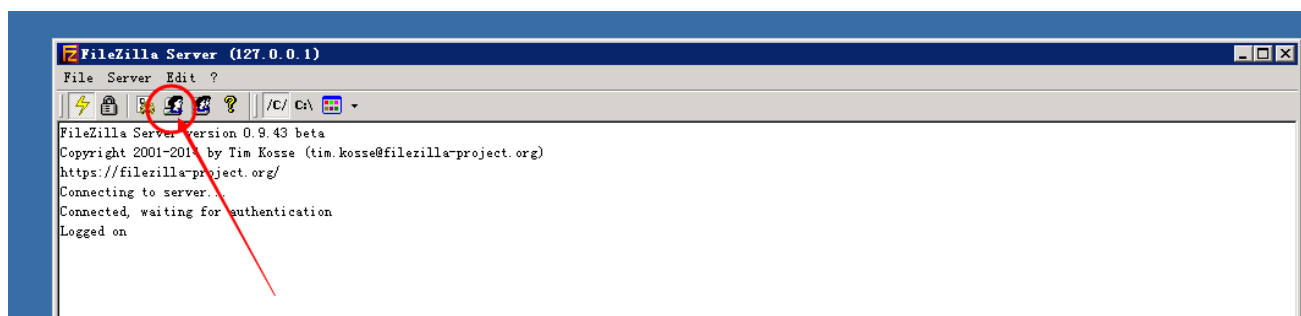 FileZilla Server (127.0.0.1)
File Server Edit ?
/C/ C:\
FileZilla Server version 0.9.43 beta
Copyright 2001-2014 by Tim Kosse (tim.kosse@filezilla-project.org)
https://filezilla-project.org/
Connecting to server...
Connected, waiting for authentication
Logged on